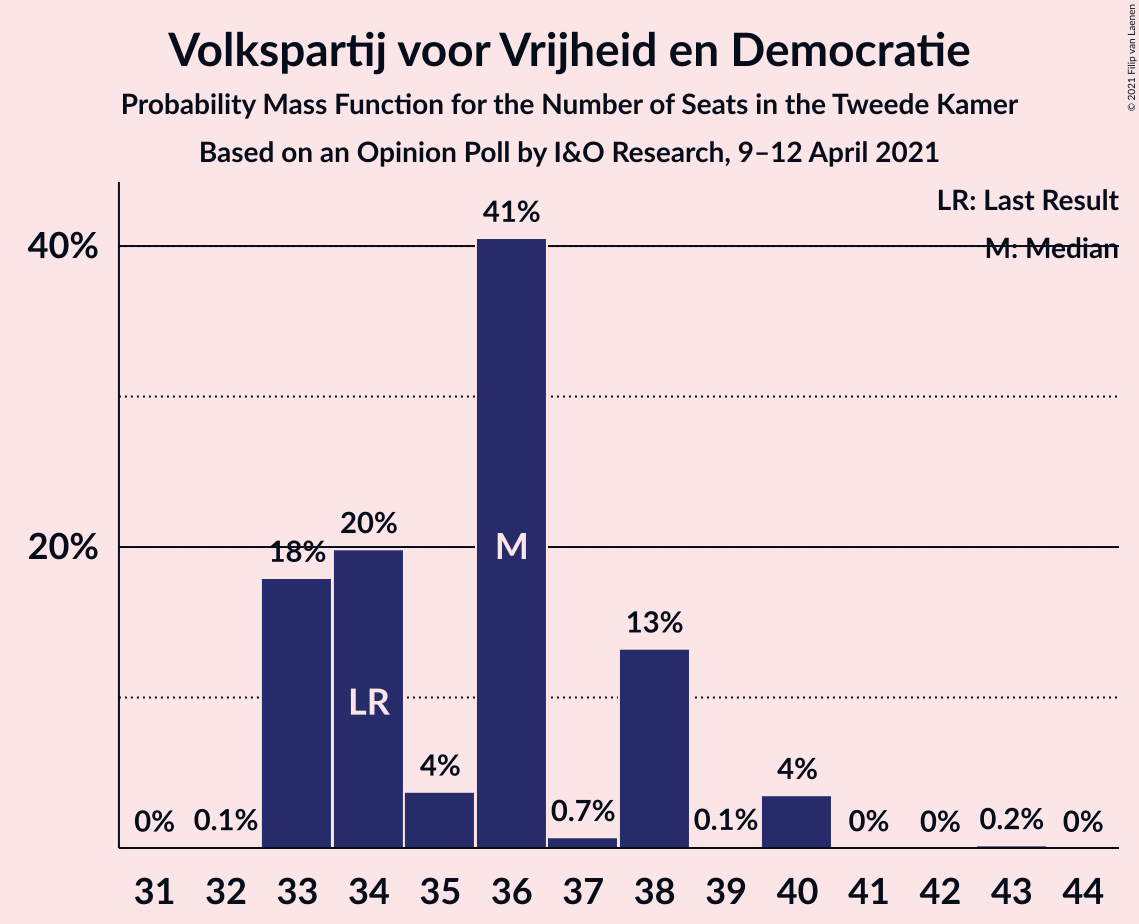 Volkspartij voor Vrijheid en Democratie
Probability Mass Function for the Number of Seats in the Tweede Kamer
Based on an Opinion Poll by I&O Research, 9–12 April 2021
© 2021 Filip van Laenen
LR: Last Result
M: Median
40%
20%
0%
0.1%
18%
20%
4%
41%
0.7%
13%
0.1%
4%
0%
0%
0.2%
0%
LR
M
31 32 33 34 35 36 37 38 39 40 41 42 43 44